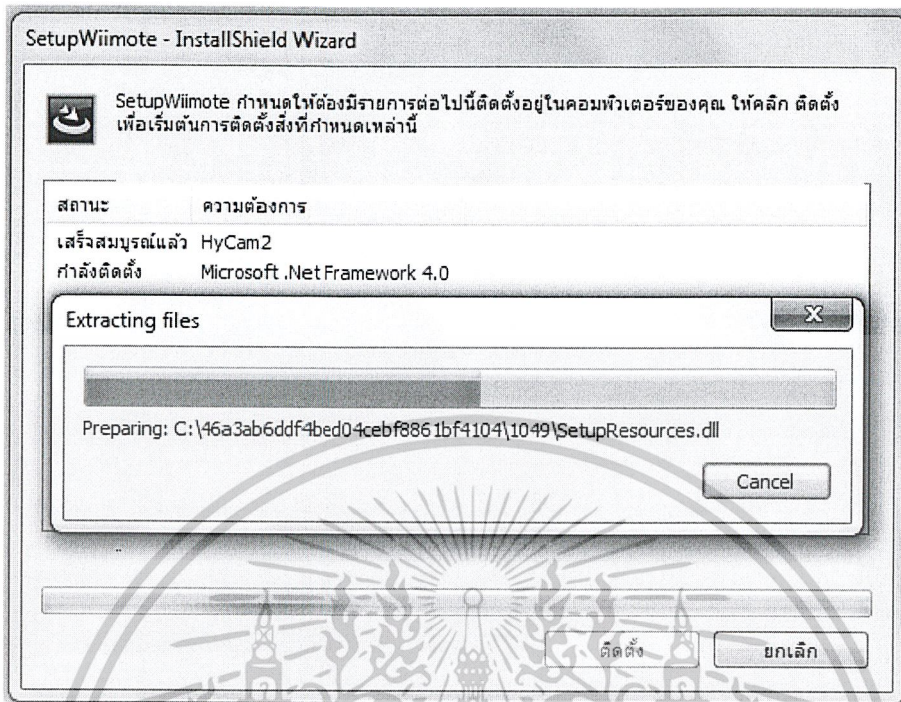 SetupWiimote - InstallShield Wizard
SetupWiimote กำหนดให้ต้องมีรายการต่อไปนี้ติดตั้งอยู่ในคอมพิวเตอร์ของคุณ ให้คลิก ติดตั้ง
เพื่อเริ่มต้นการติดตั้งสิ่งที่กำหนดเหล่านี้
สถานะ ความต้องการ
เสร็จสมบูรณ์แล้ว HyCam2
กำลังติดตั้ง Microsoft .Net Framework 4.0
Extracting files
Preparing: C:\46a3ab6ddf4bed04cebf8861bf4104\1049\SetupResources.dll
Cancel
ติดตั้ง ยกเลิก